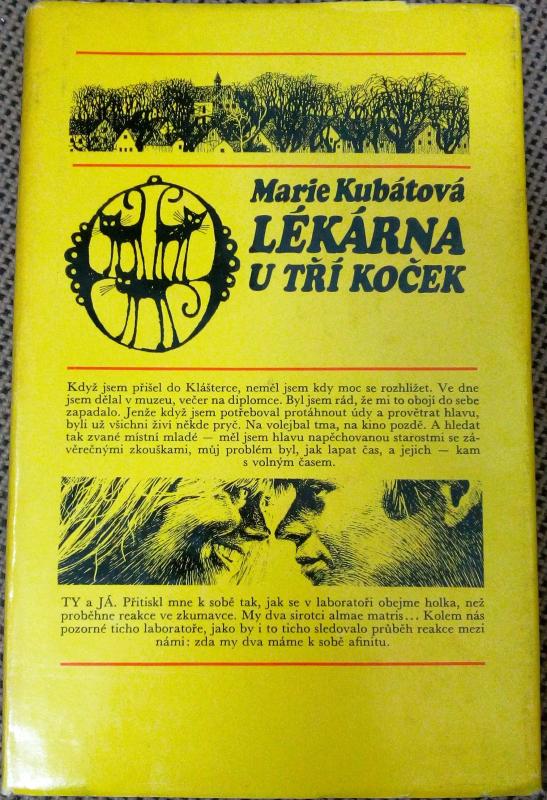 Marie Kubátová
LÉKÁRNA
U TŘÍ KOČEK
Když jsem přišel do Klášterce, neměl jsem kdy moc se rozhlížet. Ve dne
jsem dělal v muzeu, večer na diplomce. Byl jsem rád, že mi to obojí do sebe
zapadalo. Jenže když jsem potřeboval protáhnout údy a provětrat hlavu,
byli už všichni živí někde pryč. Na volejbal tma, na kino pozdě. A hledat
tak zvané místní mladé — měl jsem hlavu napěchovanou starostmi se zá-
věrečnými zkouškami, můj problém byl, jak lapat čas, a jejich — kam
s volným časem.
TY a JÁ. Přitiskl mne k sobě tak, jak se v laboratoři obejme holka, než
proběhne reakce ve zkumavce. My dva sirotci almae matris... Kolem nás
pozorné ticho laboratoře, jako by i to ticho sledovalo průběh reakce mezi
námi: zda my dva máme k sobě afinitu.